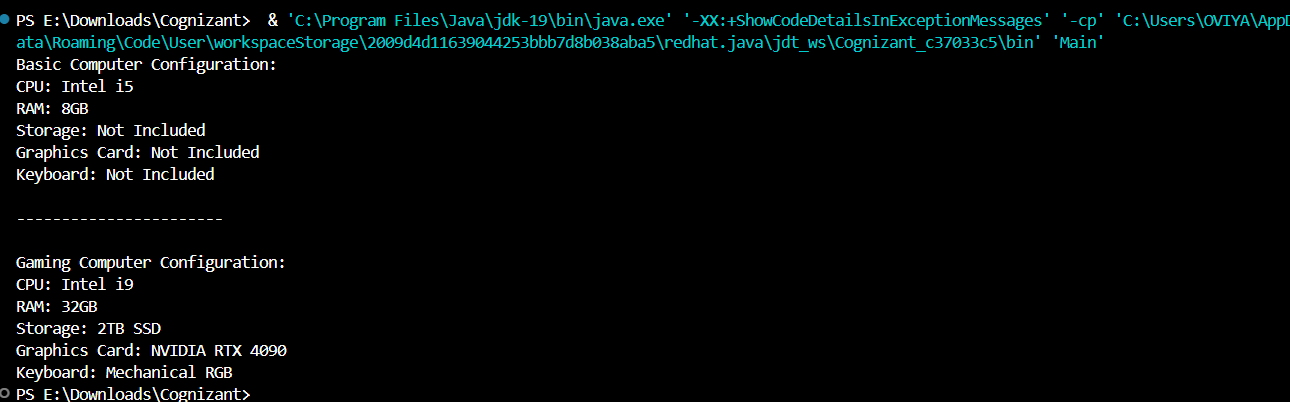 PS E:\Downloads\Cognizant>  & 'C:\Program Files\Java\jdk-19\bin\java.exe' '-XX:+ShowCodeDetailsInExceptionMessages' '-cp' 'C:\Users\OVIYA\AppD
ata\Roaming\Code\User\workspaceStorage\2009d4d11639044253bbb7d8b038aba5\redhat.java\jdt_ws\Cognizant_c37033c5\bin' 'Main'
Basic Computer Configuration:
CPU: Intel i5
RAM: 8GB
Storage: Not Included
Graphics Card: Not Included
Keyboard: Not Included
-----------------------
Gaming Computer Configuration:
CPU: Intel i9
RAM: 32GB
Storage: 2TB SSD
Graphics Card: NVIDIA RTX 4090
Keyboard: Mechanical RGB
PS E:\Downloads\Cognizant>